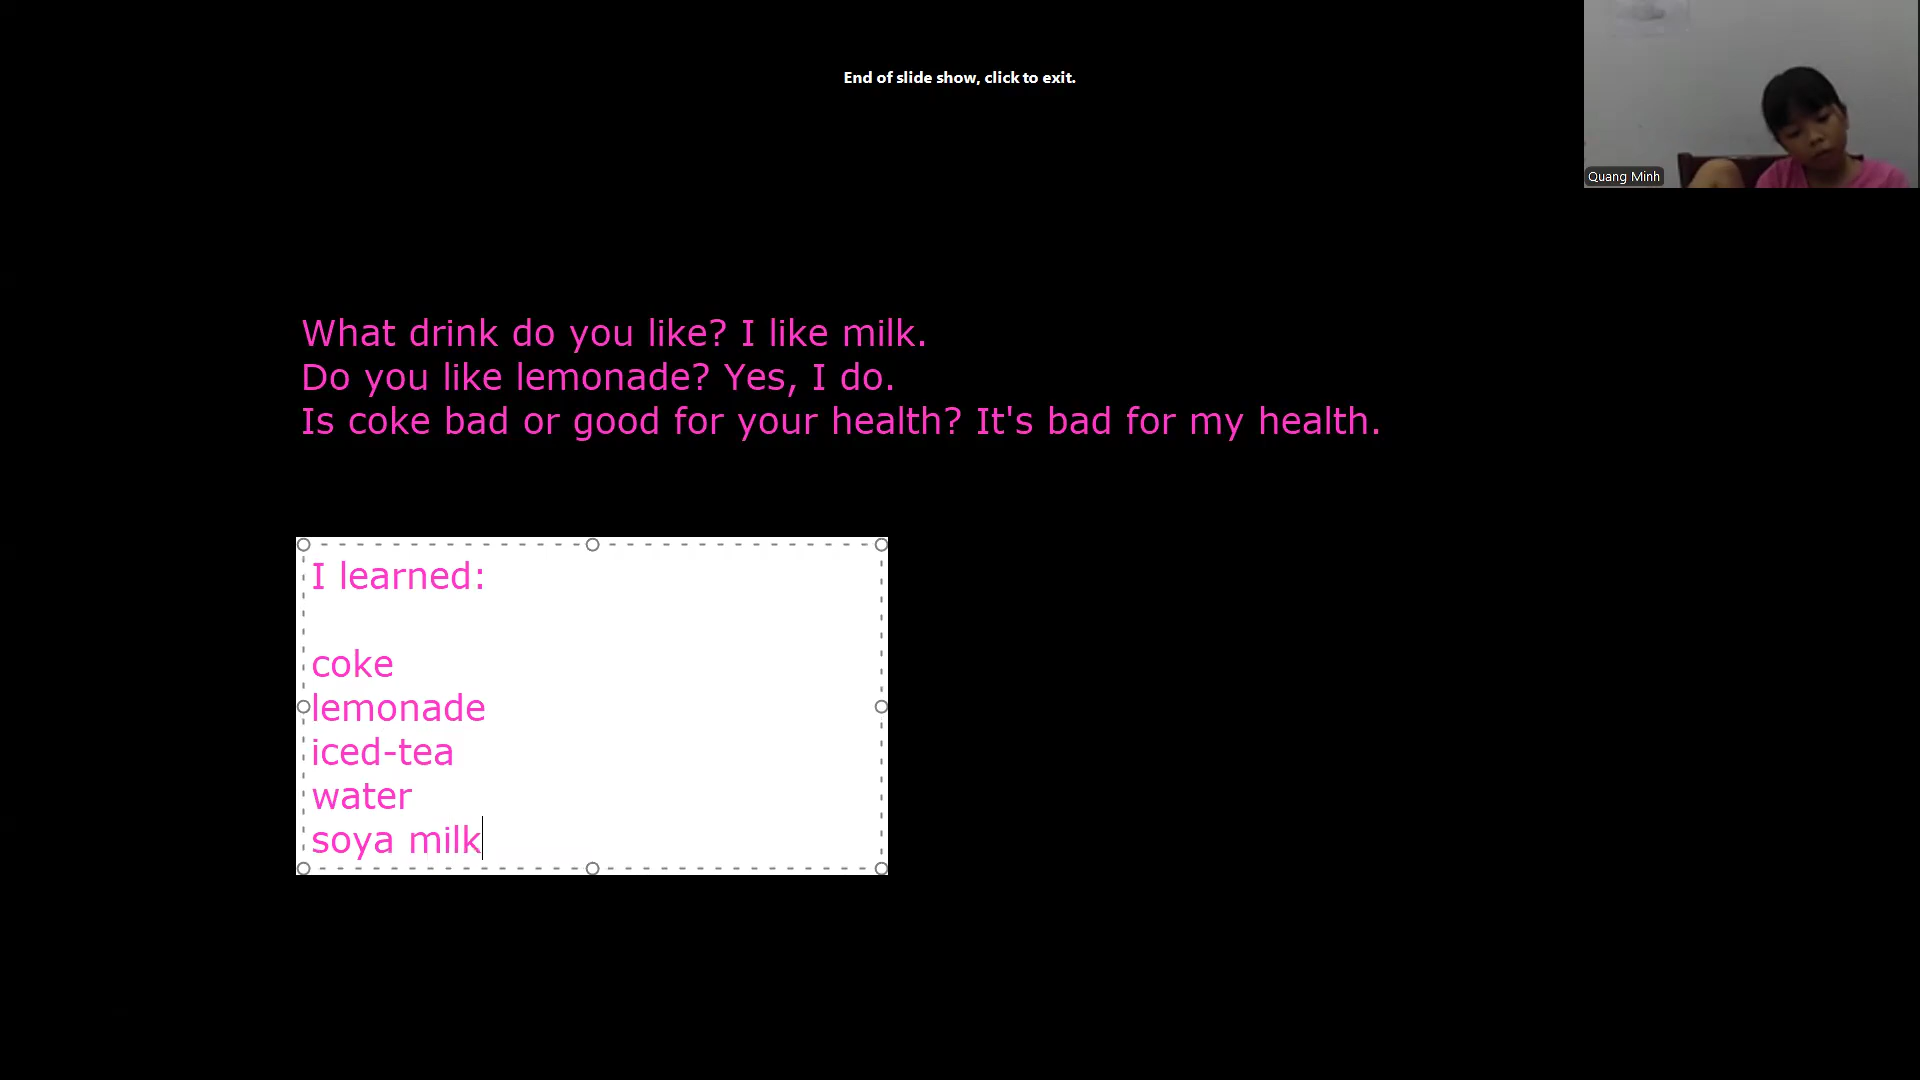 End of slide show, click to exit.
Quang Minh
What drink do you like? I like milk.
Do you like lemonade? Yes, I do.
Is coke bad or good for your health? It's bad for my health.
I learned:
coke
lemonade
iced-tea
water
soya milk